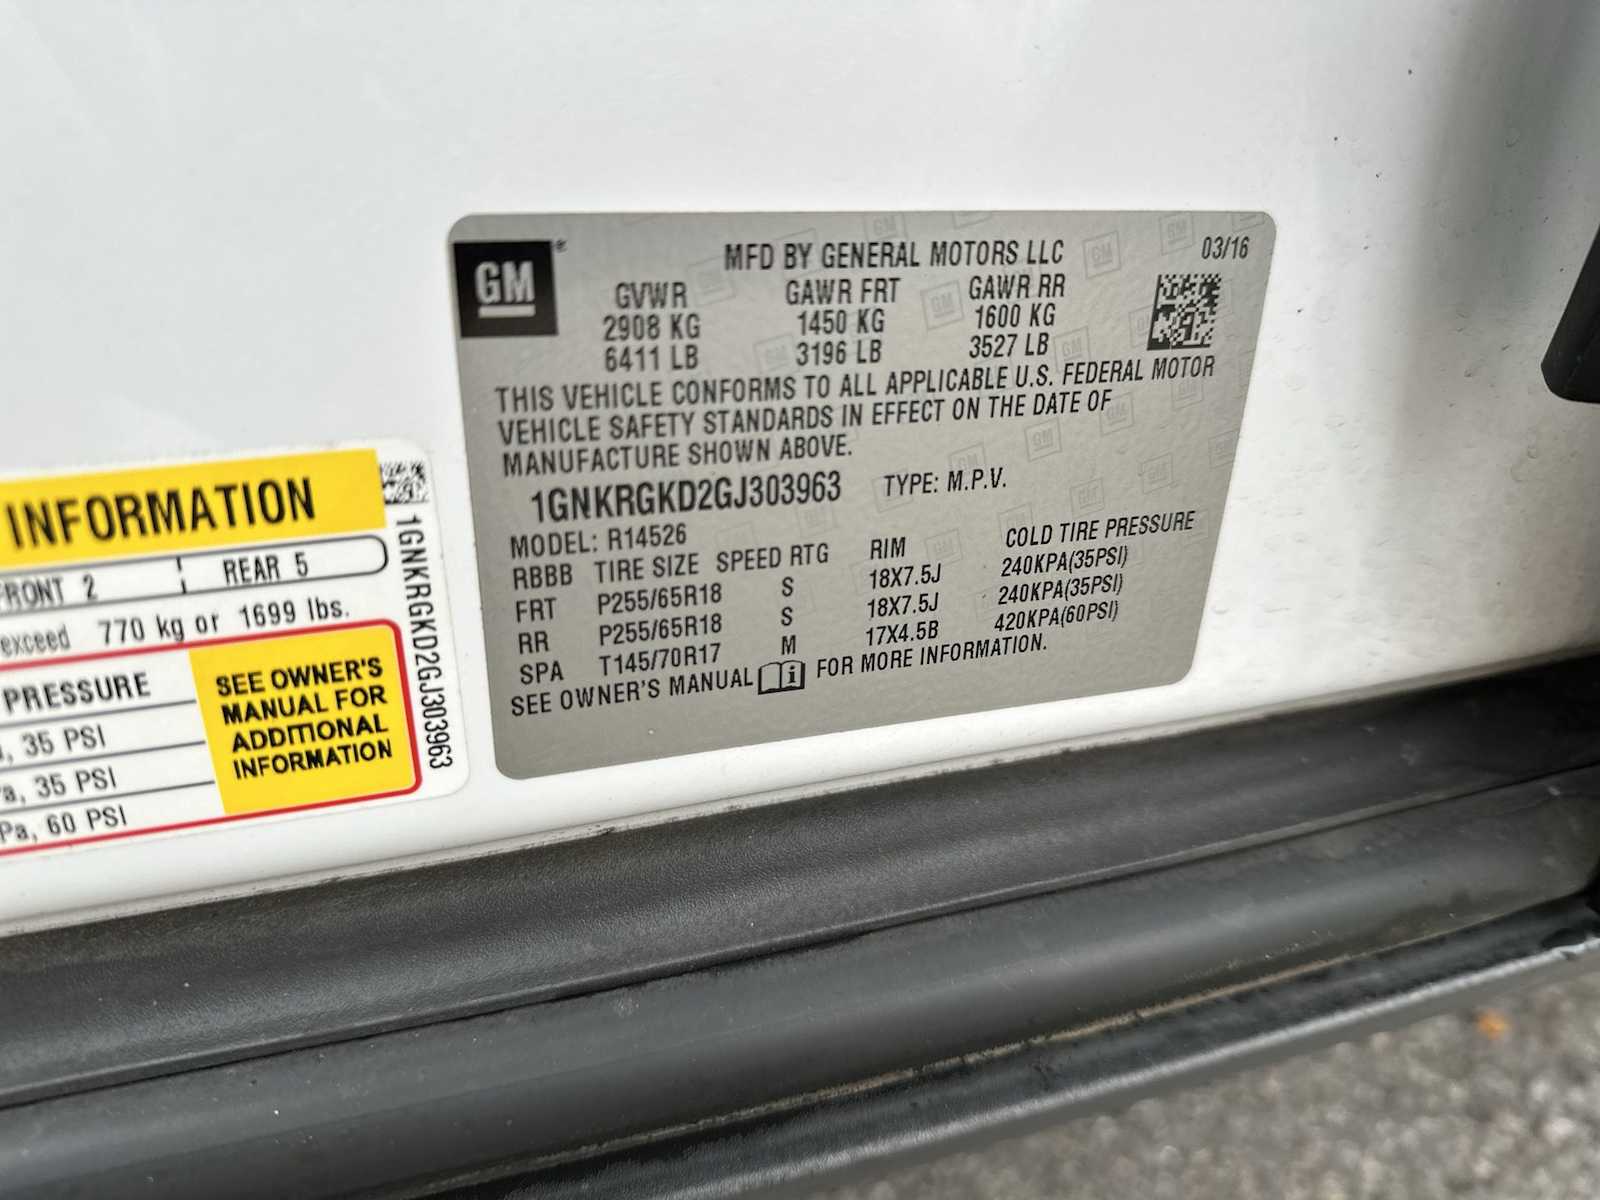 GM
MFD BY GENERAL MOTORS LLC 03/16
GVWR GAWR FRT GAWR RR
2908 KG 1450 KG 1600 KG
6411 LB 3196 LB 3527 LB
THIS VEHICLE CONFORMS TO ALL APPLICABLE U.S. FEDERAL MOTOR
VEHICLE SAFETY STANDARDS IN EFFECT ON THE DATE OF
MANUFACTURE SHOWN ABOVE.
1GNKRGKD2GJ303963 TYPE: M.P.V.
MODEL: R14526
RBBB TIRE SIZE SPEED RTG RIM COLD TIRE PRESSURE
FRT P255/65R18 S 18X7.5J 240KPA(35PSI)
RR P255/65R18 S 18X7.5J 240KPA(35PSI)
SPA T145/70R17 M 17X4.5B 420KPA(60PSI)
SEE OWNER'S MANUAL FOR MORE INFORMATION.
INFORMATION
FRONT 2 REAR 5
exceed 770 kg or 1699 lbs.
PRESSURE
, 35 PSI
a, 35 PSI
Pa, 60 PSI
SEE OWNER'S
MANUAL FOR
ADDITIONAL
INFORMATION
1GNKRGKD2GJ303963